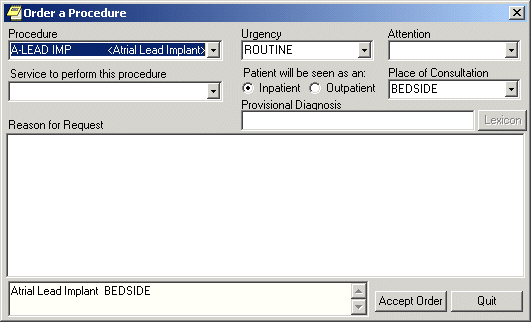 Order a Procedure
Procedure
Urgency
Attention
A-LEAD IMP <Atrial Lead Implant>
ROUTINE
Service to perform this procedure
Patient will be seen as an:
Place of Consultation
Inpatient
Outpatient
BEDSIDE
Provisional Diagnosis
Lexicon
Reason for Request
Atrial Lead Implant BEDSIDE
Accept Order
Quit